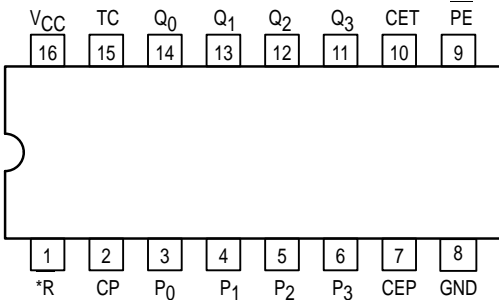 VCC TC Q0 Q1 Q2 Q3 CET P̅E̅
16 15 14 13 12 11 10 9
1 2 3 4 5 6 7 8
*R̅ CP P0 P1 P2 P3 CEP GND